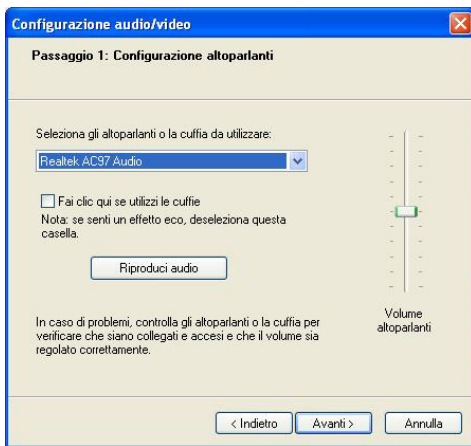 Configurazione audio/video
Passaggio 1: Configurazione altoparlanti
Seleziona gli altoparlanti o la cuffia da utilizzare:
Realtek AC97 Audio
Fai clic qui se utilizzi le cuffie
Nota: se senti un effetto eco, deseleziona questa
casella.
Riproduci audio
In caso di problemi, controlla gli altoparlanti o la cuffia per
verificare che siano collegati e accesi e che il volume sia
regolato correttamente.
Volume
altoparlanti
< Indietro
Avanti >
Annulla